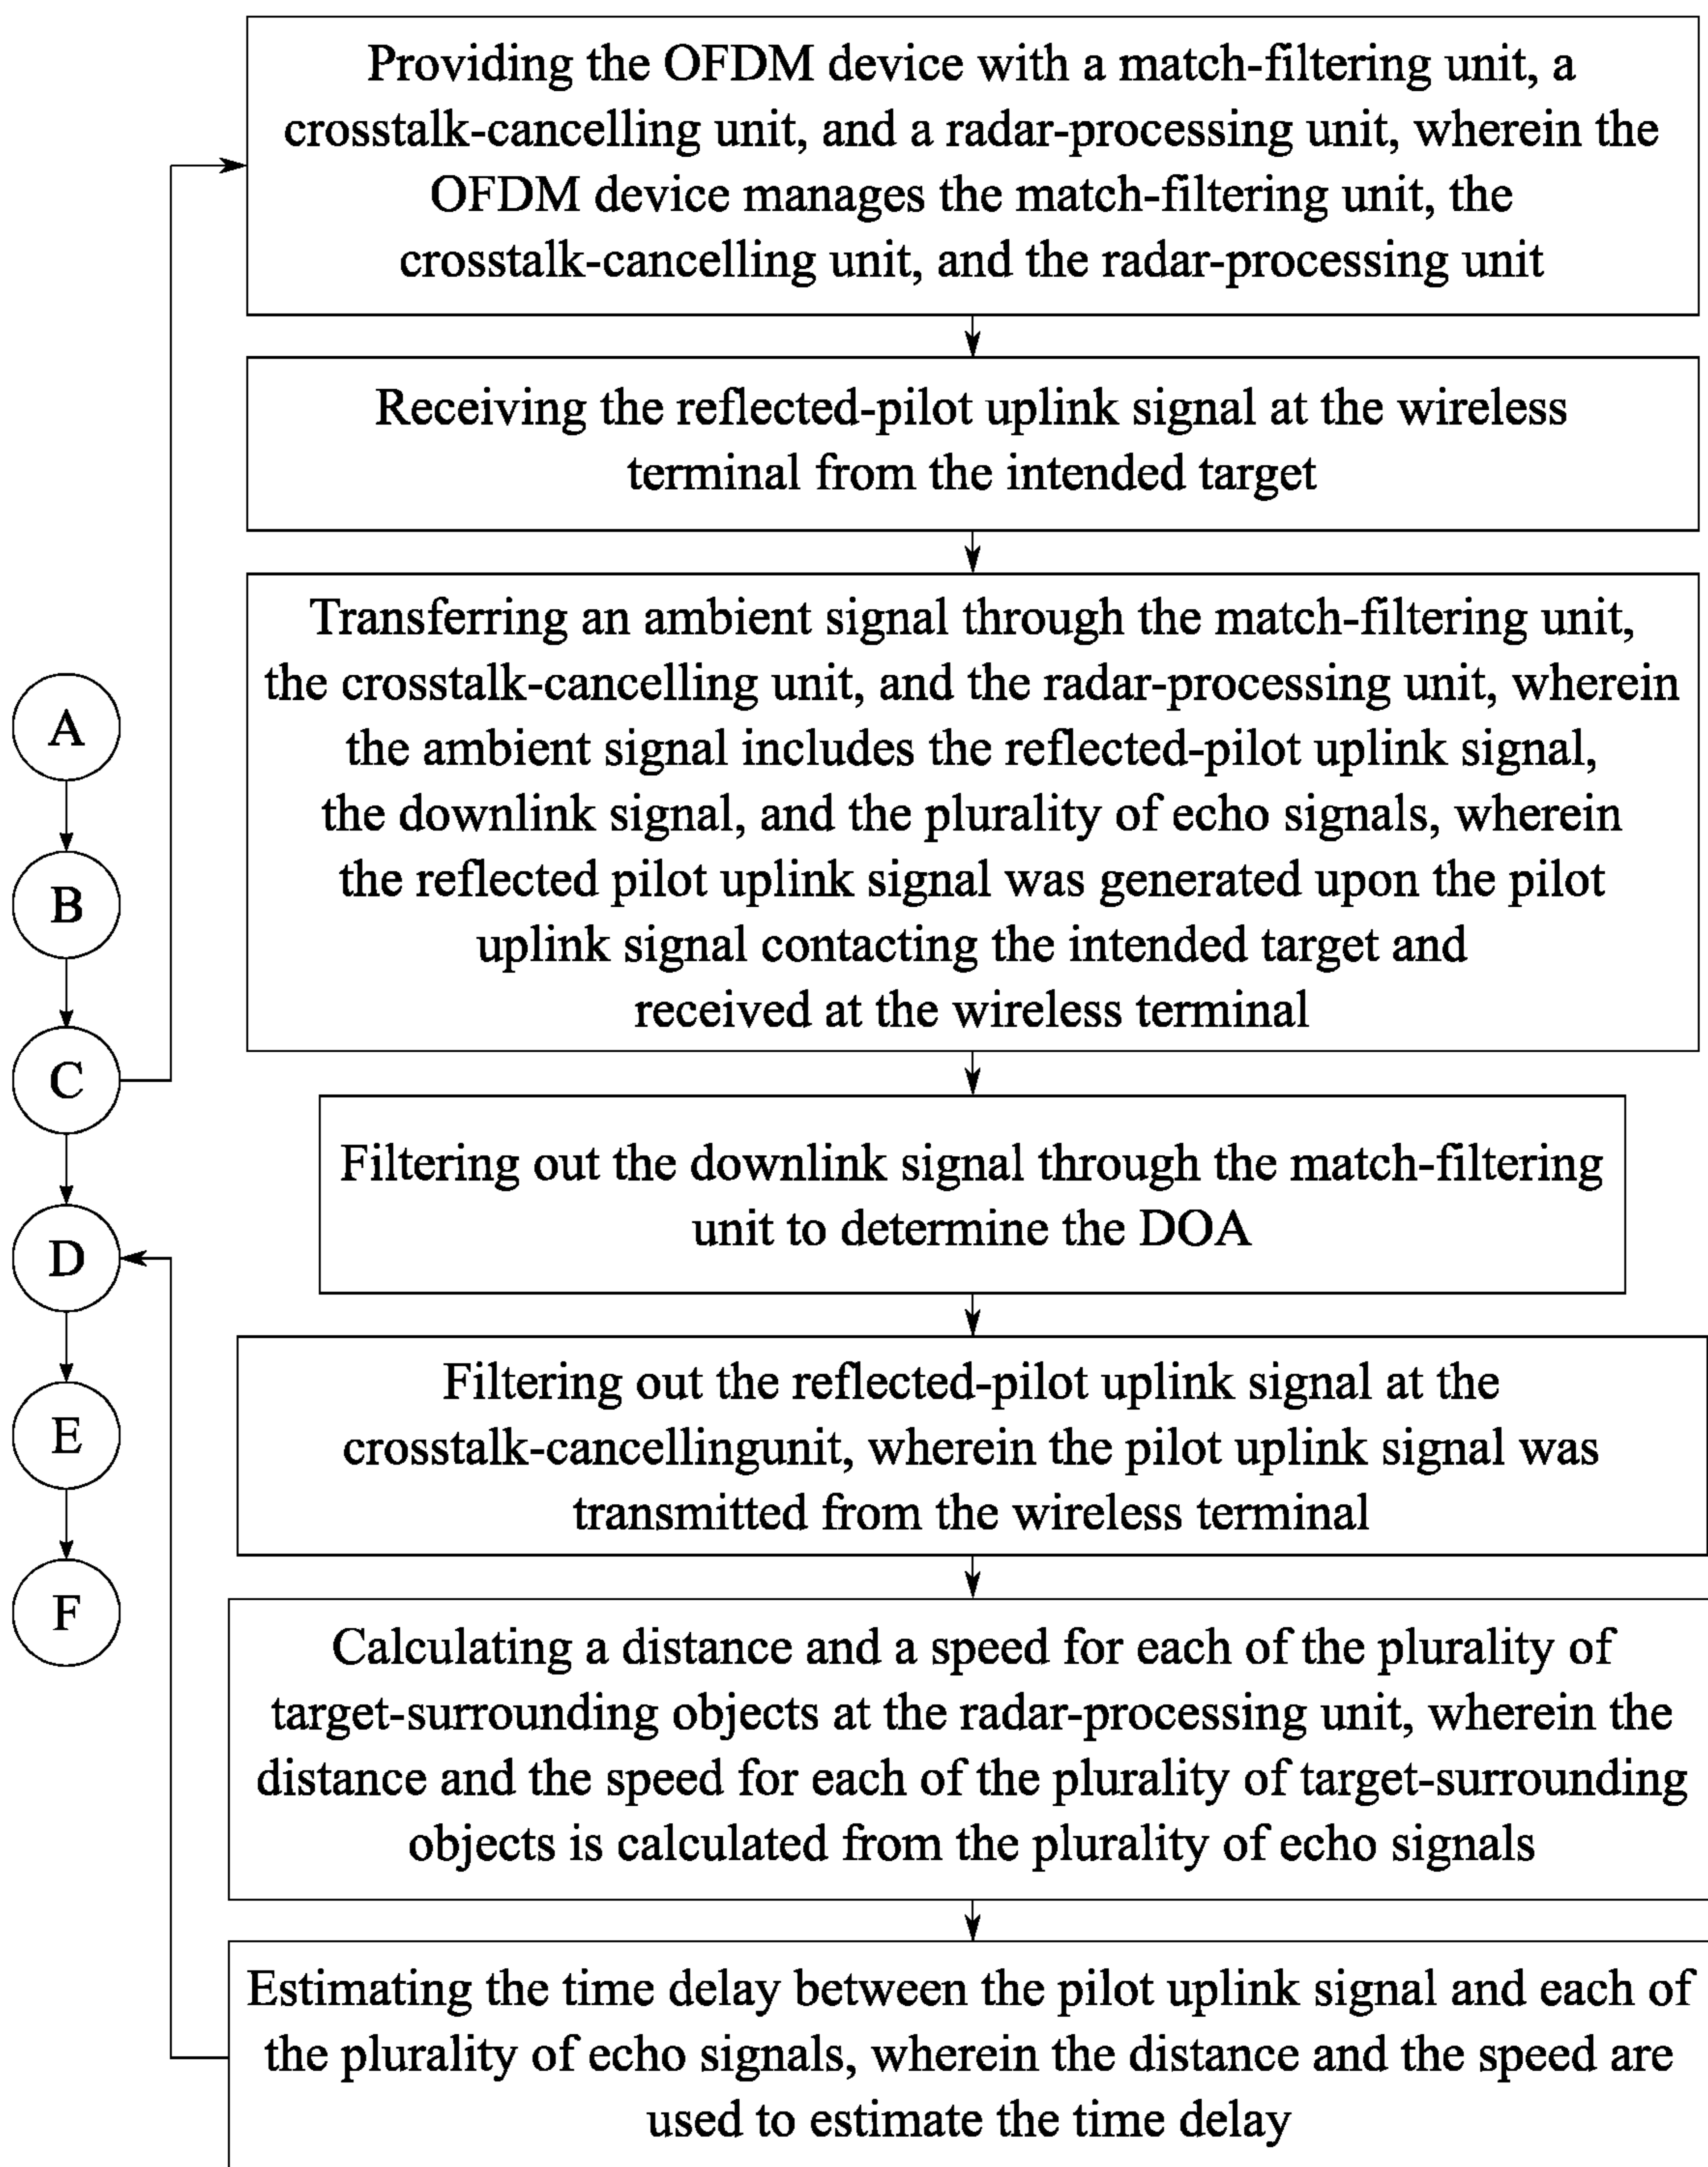 Providing the OFDM device with a match-filtering unit, a
crosstalk-cancelling unit, and a radar-processing unit, wherein the
OFDM device manages the match-filtering unit, the
crosstalk-cancelling unit, and the radar-processing unit
Receiving the reflected-pilot uplink signal at the wireless
terminal from the intended target
Transferring an ambient signal through the match-filtering unit,
the crosstalk-cancelling unit, and the radar-processing unit, wherein
the ambient signal includes the reflected-pilot uplink signal,
the downlink signal, and the plurality of echo signals, wherein
the reflected pilot uplink signal was generated upon the pilot
uplink signal contacting the intended target and
received at the wireless terminal
Filtering out the downlink signal through the match-filtering
unit to determine the DOA
Filtering out the reflected-pilot uplink signal at the
crosstalk-cancellingunit, wherein the pilot uplink signal was
transmitted from the wireless terminal
Calculating a distance and a speed for each of the plurality of
target-surrounding objects at the radar-processing unit, wherein the
distance and the speed for each of the plurality of target-surrounding
objects is calculated from the plurality of echo signals
Estimating the time delay between the pilot uplink signal and each of
the plurality of echo signals, wherein the distance and the speed are
used to estimate the time delay
A
B
C
D
E
F